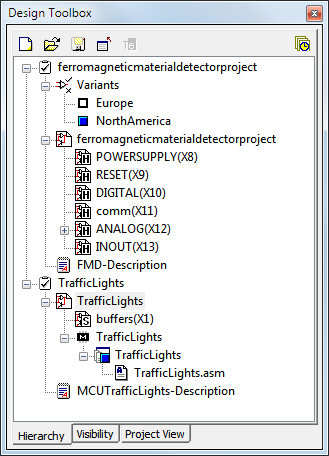 Design Toolbox
ferromagneticmaterialdetectorproject
Variants
Europe
NorthAmerica
ferromagneticmaterialdetectorproject
POWERSUPPLY(X8)
RESET(X9)
DIGITAL(X10)
comm(X11)
ANALOG(X12)
INOUT(X13)
FMD-Description
TrafficLights
TrafficLights
buffers(X1)
TrafficLights
TrafficLights
TrafficLights.asm
MCUTrafficLights-Description
Hierarchy Visibility Project View